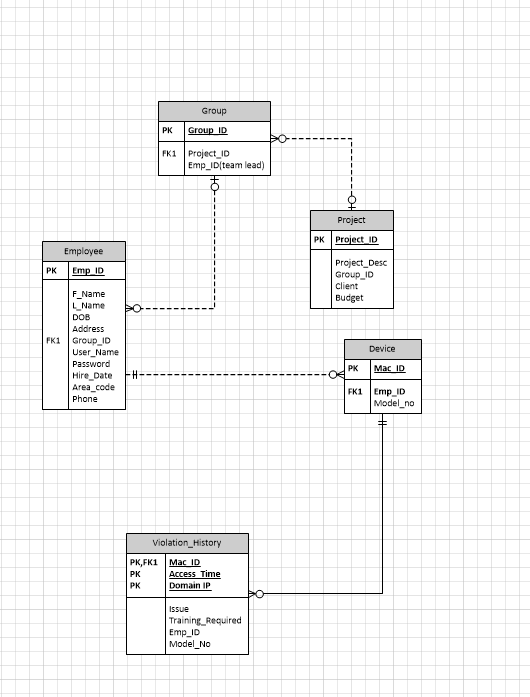 Group
PK Group_ID
FK1 Project_ID
Emp_ID(team lead)
Project
PK Project_ID
Project_Desc
Group_ID
Client
Budget
Employee
PK Emp_ID
F_Name
L_Name
DOB
Address
FK1 Group_ID
User_Name
Password
Hire_Date
Area_code
Phone
Device
PK Mac_ID
FK1 Emp_ID
Model_no
Violation_History
PK,FK1 Mac_ID
PK Access_Time
PK Domain IP
Issue
Training_Required
Emp_ID
Model_No